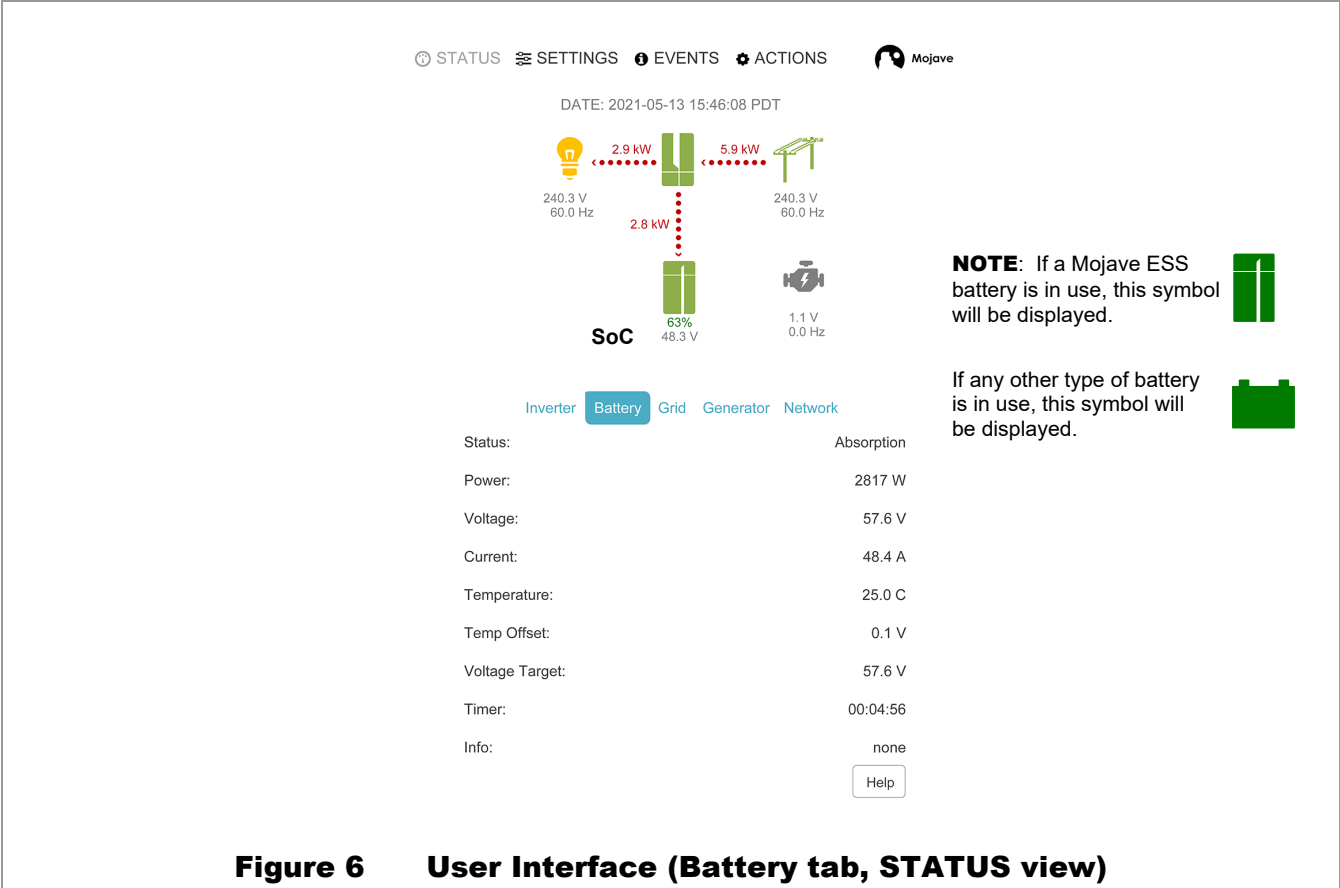 STATUS SETTINGS EVENTS ACTIONS Mojave
DATE: 2021-05-13 15:46:08 PDT
2.9 kW 5.9 kW
240.3 V 240.3 V
60.0 Hz 60.0 Hz
2.8 kW
63% 1.1 V
SoC 48.3 V 0.0 Hz
NOTE: If a Mojave ESS
battery is in use, this symbol
will be displayed.
If any other type of battery
is in use, this symbol will
be displayed.
Inverter Battery Grid Generator Network
Status: Absorption
Power: 2817 W
Voltage: 57.6 V
Current: 48.4 A
Temperature: 25.0 C
Temp Offset: 0.1 V
Voltage Target: 57.6 V
Timer: 00:04:56
Info: none
Help
Figure 6 User Interface (Battery tab, STATUS view)